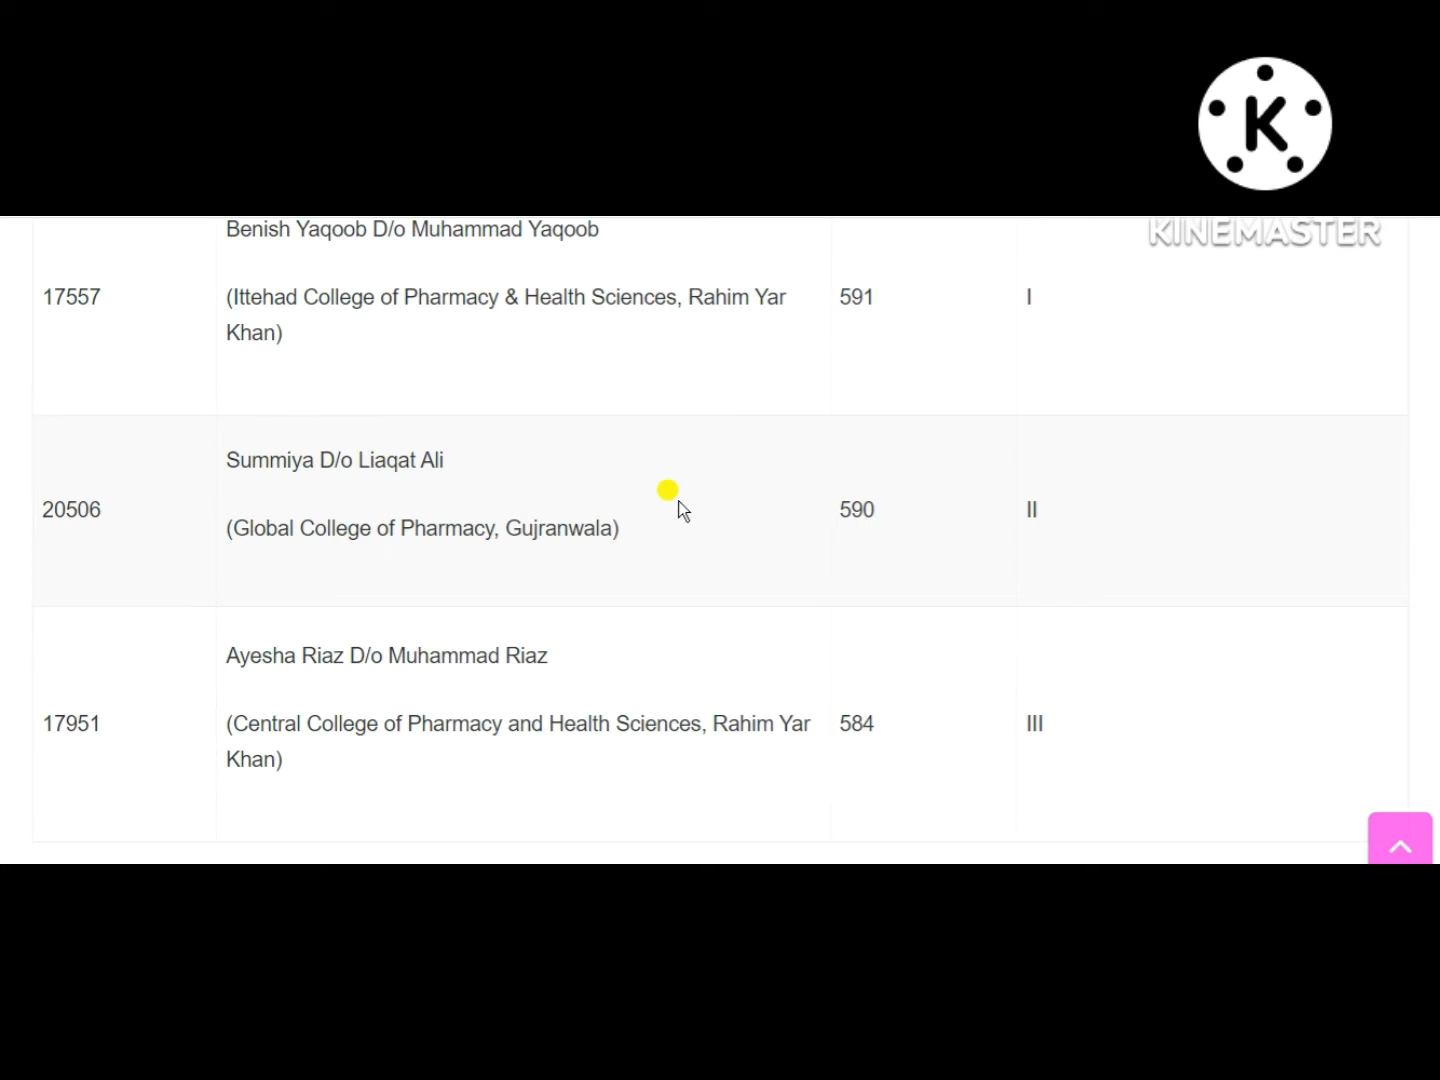 K
KINEMASTER
Benish Yaqoob D/o Muhammad Yaqoob
17557
(Ittehad College of Pharmacy & Health Sciences, Rahim Yar
Khan)
591
I
Summiya D/o Liaqat Ali
20506
(Global College of Pharmacy, Gujranwala)
590
II
Ayesha Riaz D/o Muhammad Riaz
17951
(Central College of Pharmacy and Health Sciences, Rahim Yar
Khan)
584
III